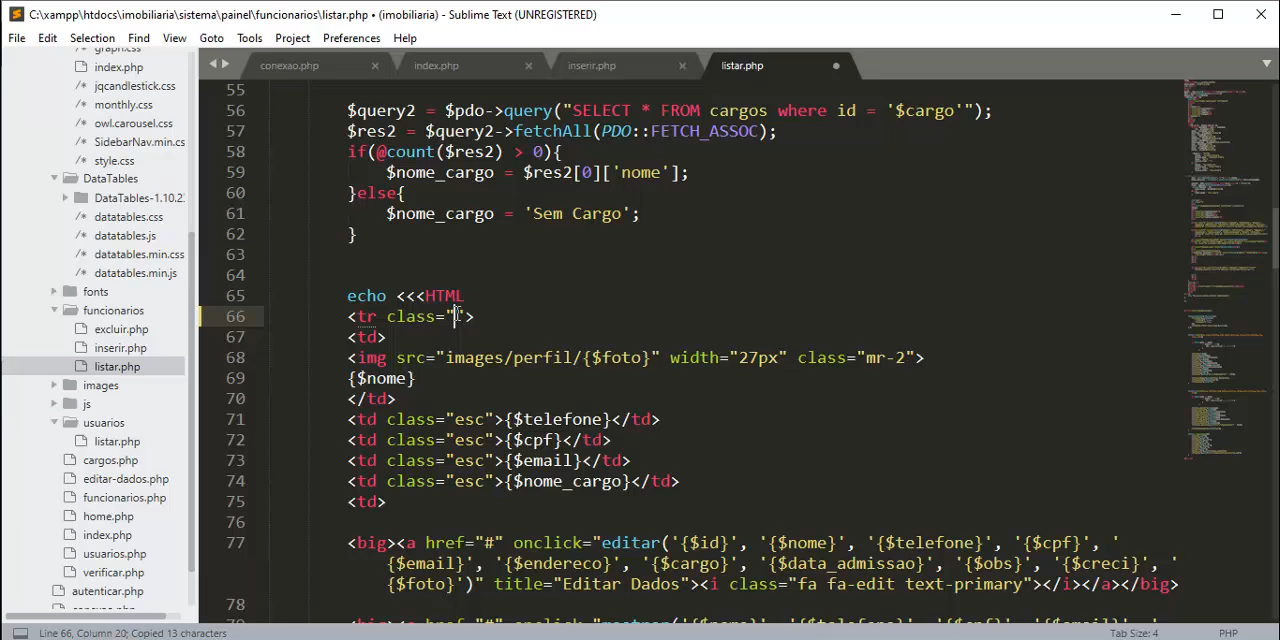 C:\xampp\htdocs\imobiliaria\sistema\painel\funcionarios\listar.php • (imobiliaria) - Sublime Text (UNREGISTERED)
File Edit Selection Find View Goto Tools Project Preferences Help
conexao.php index.php inserir.php listar.php
graph.css
index.php
jqcandlestick.css
monthly.css
owl.carousel.css
SidebarNav.min.cs
style.css
DataTables
DataTables-1.10.2
datatables.css
datatables.js
datatables.min.css
datatables.min.js
fonts
funcionarios
excluir.php
inserir.php
listar.php
images
js
usuarios
listar.php
cargos.php
editar-dados.php
funcionarios.php
home.php
index.php
usuarios.php
verificar.php
autenticar.php
conexao.php
55
56 $query2 = $pdo->query("SELECT * FROM cargos where id = '$cargo'");
57 $res2 = $query2->fetchAll(PDO::FETCH_ASSOC);
58 if(@count($res2) > 0){
59 $nome_cargo = $res2[0]['nome'];
60 }else{
61 $nome_cargo = 'Sem Cargo';
62 }
63
64
65 echo <<<HTML
66 <tr class="">
67 <td>
68 <img src="images/perfil/{$foto}" width="27px" class="mr-2">
69 {$nome}
70 </td>
71 <td class="esc">{$telefone}</td>
72 <td class="esc">{$cpf}</td>
73 <td class="esc">{$email}</td>
74 <td class="esc">{$nome_cargo}</td>
75 <td>
76
77 <big><a href="#" onclick="editar('{$id}', '{$nome}', '{$telefone}', '{$cpf}', '
{$email}', '{$endereco}', '{$cargo}', '{$data_admissao}', '{$obs}', '{$creci}', '
{$foto}')" title="Editar Dados"><i class="fa fa-edit text-primary"></i></a></big>
78
Line 66, Column 20; Copied 13 characters Tab Size: 4 PHP